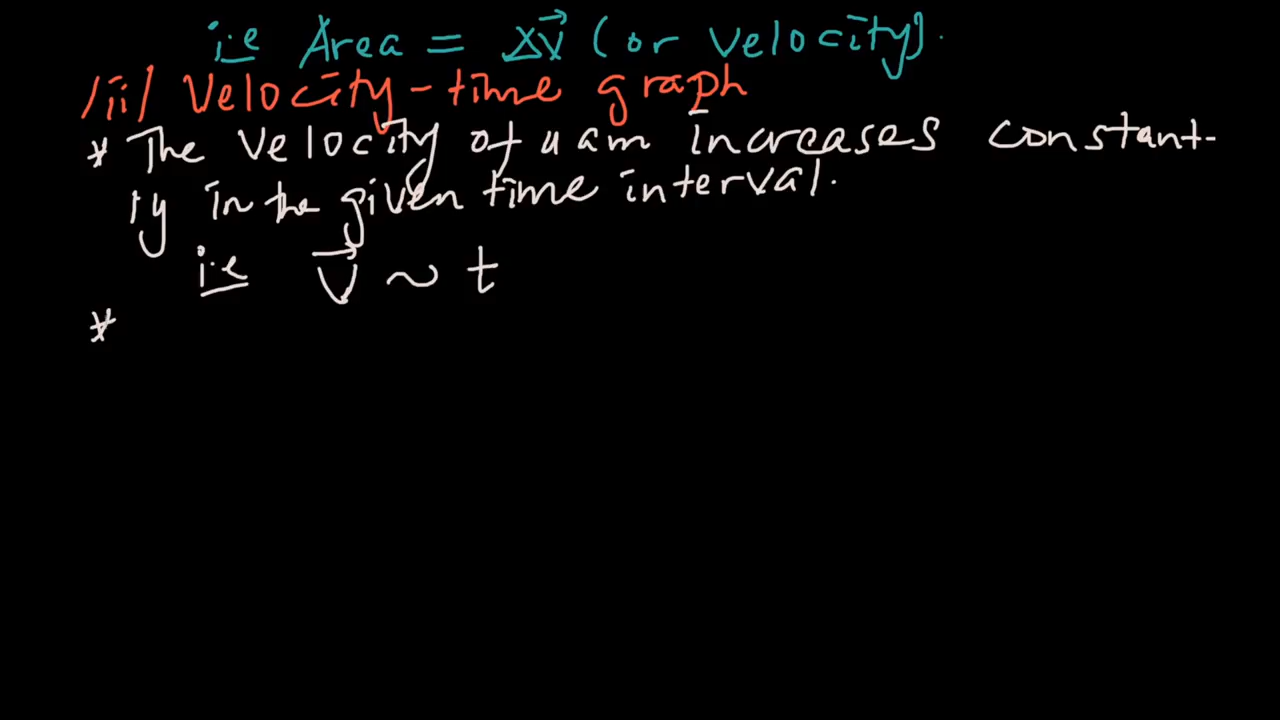 i.e Area = ΔV⃗ (or velocity).
/ii/ Velocity-time graph
* The velocity of uam increases constant-
ly in the given time interval.
i.e V⃗ ~ t
*